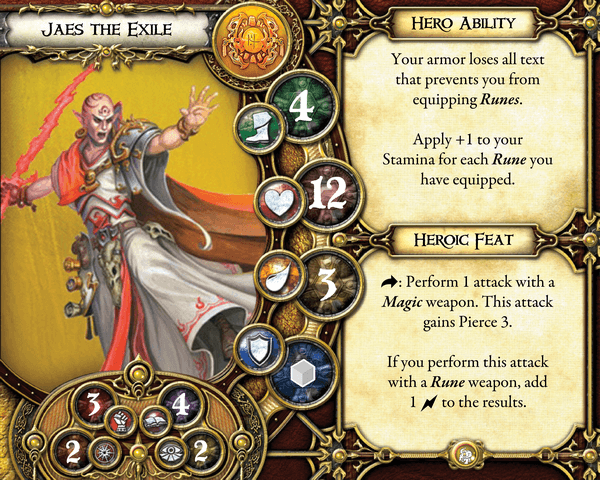 Jaes the Exile
4
12
3
3
4
2
2
Hero Ability
Your armor loses all text
that prevents you from
equipping Runes.
Apply +1 to your
Stamina for each Rune you
have equipped.
Heroic Feat
: Perform 1 attack with a
Magic weapon. This attack
gains Pierce 3.
If you perform this attack
with a Rune weapon, add
1 to the results.